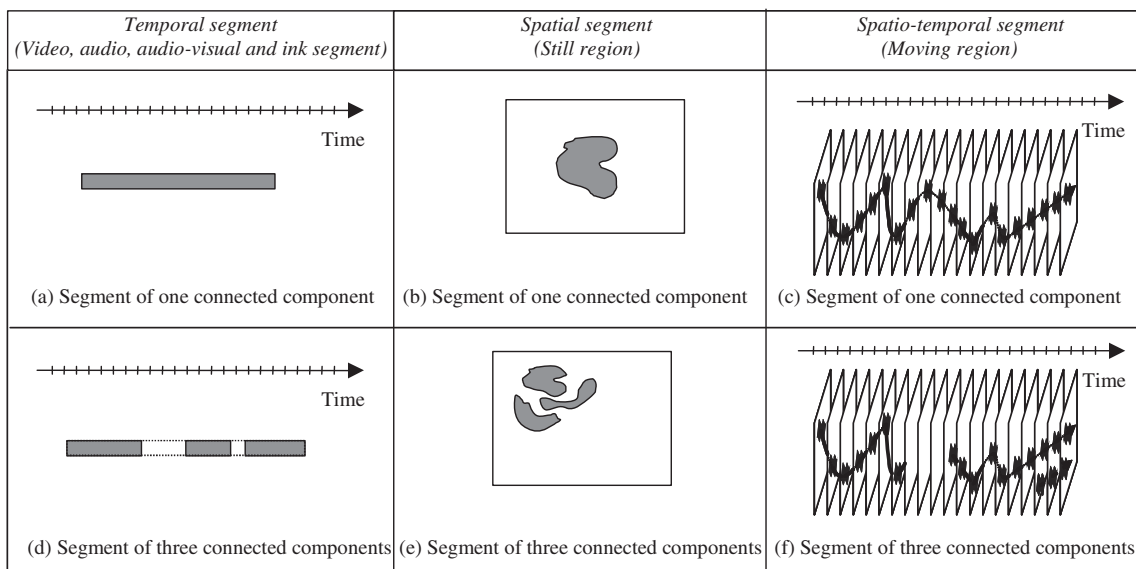 Temporal segment
(Video, audio, audio-visual and ink segment)
Spatial segment
(Still region)
Spatio-temporal segment
(Moving region)
Time
(a) Segment of one connected component
(b) Segment of one connected component
Time
(c) Segment of one connected component
Time
(d) Segment of three connected components
(e) Segment of three connected components
Time
(f) Segment of three connected components